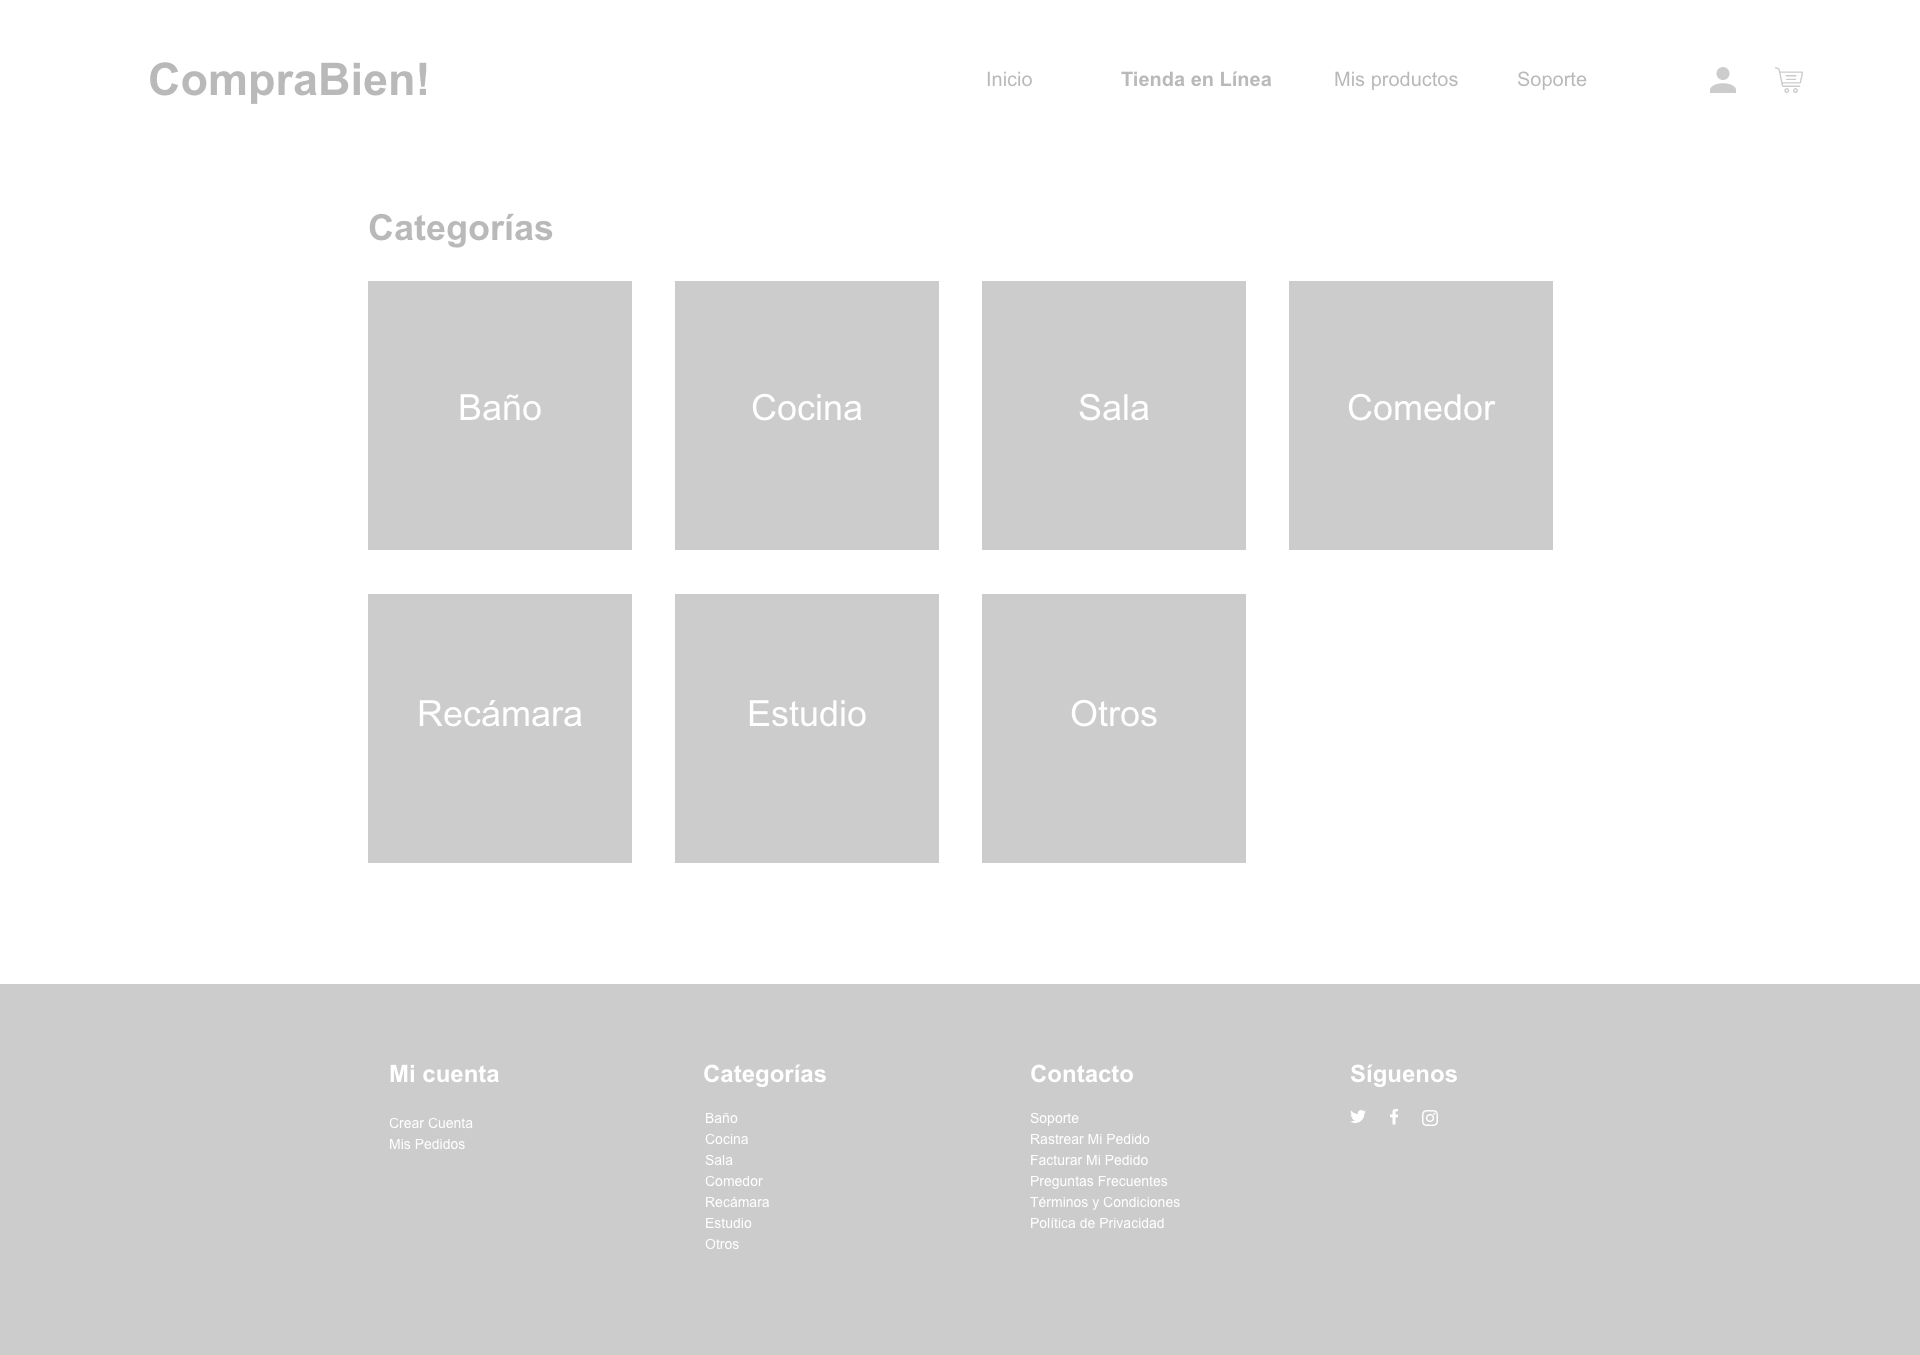 CompraBien!
Inicio
Tienda en Línea
Mis productos
Soporte
Categorías
Baño
Cocina
Sala
Comedor
Recámara
Estudio
Otros
Mi cuenta
Crear Cuenta
Mis Pedidos
Categorías
Baño
Cocina
Sala
Comedor
Recámara
Estudio
Otros
Contacto
Soporte
Rastrear Mi Pedido
Facturar Mi Pedido
Preguntas Frecuentes
Términos y Condiciones
Política de Privacidad
Síguenos